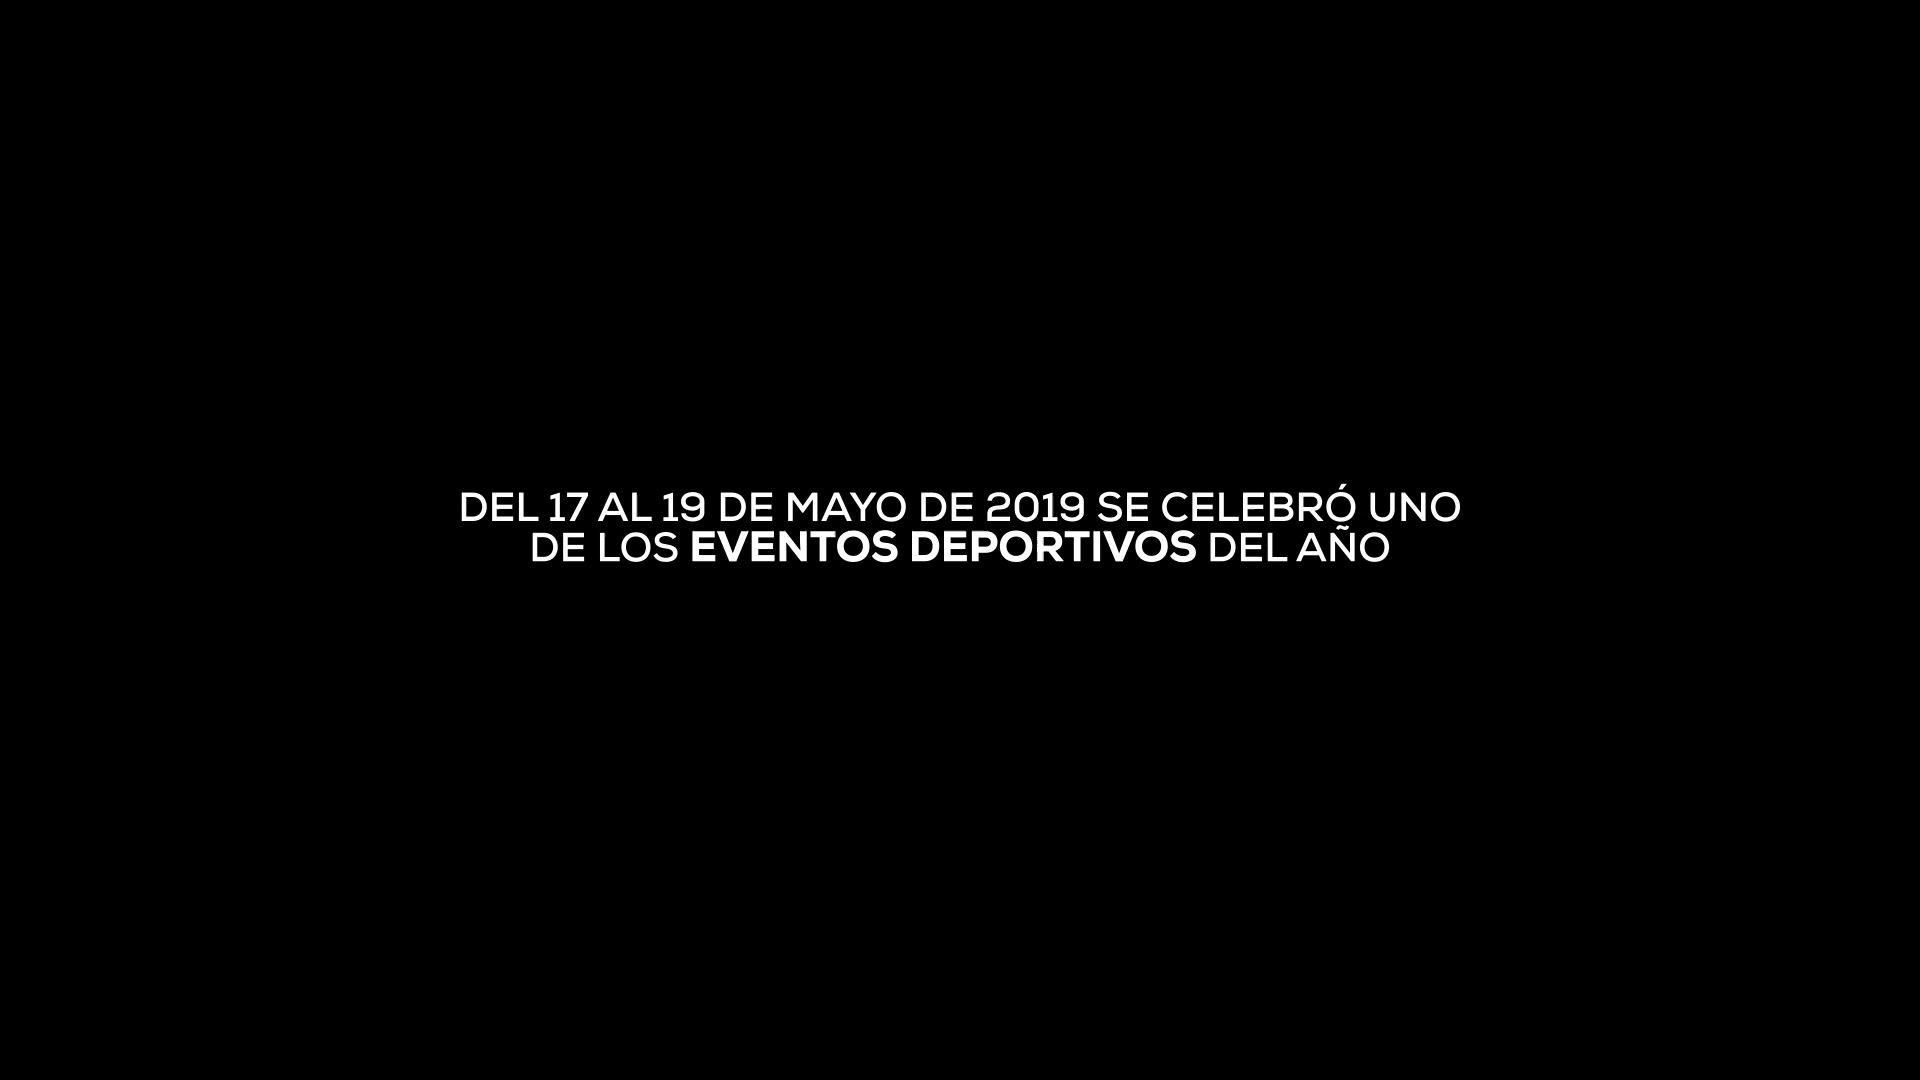 DEL 17 AL 19 DE MAYO DE 2019 SE CELEBRÓ UNO
DE LOS EVENTOS DEPORTIVOS DEL AÑO